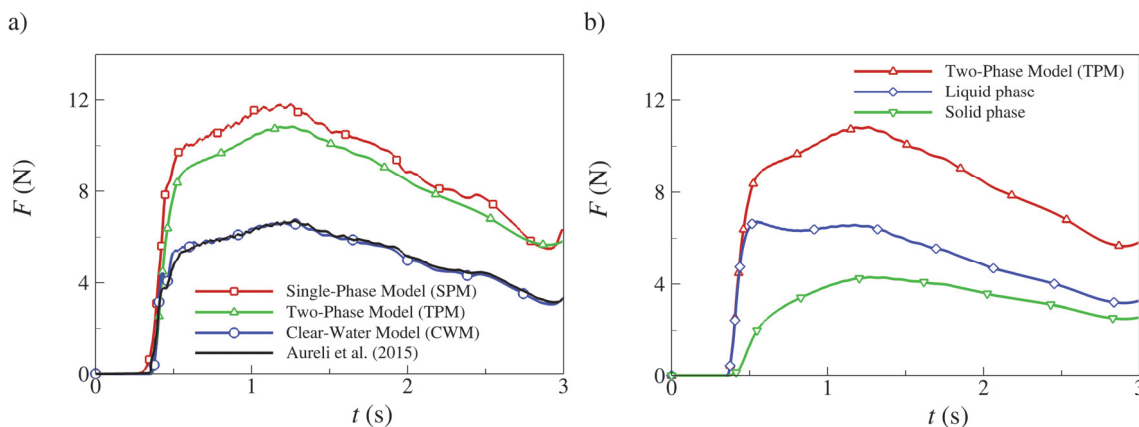 a)
12
8
4
0
F (N)
Single-Phase Model (SPM)
Two-Phase Model (TPM)
Clear-Water Model (CWM)
Aureli et al. (2015)
0 1 2 3
t (s)
b)
12
8
4
0
F (N)
Two-Phase Model (TPM)
Liquid phase
Solid phase
0 1 2 3
t (s)